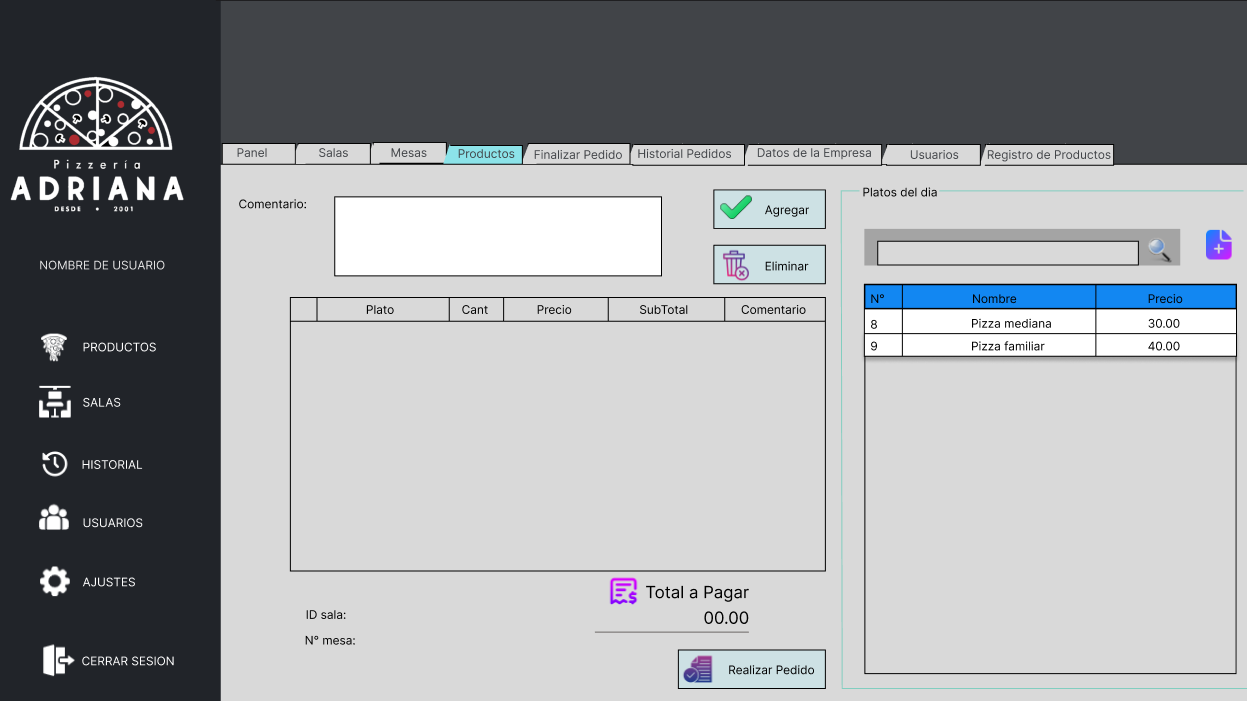 Pizzería
ADRIANA
DESDE • 2001
NOMBRE DE USUARIO
PRODUCTOS
SALAS
HISTORIAL
USUARIOS
AJUSTES
CERRAR SESION
Panel Salas Mesas Productos Finalizar Pedido Historial Pedidos Datos de la Empresa Usuarios Registro de Productos
Comentario:
Agregar
Eliminar
Plato Cant Precio SubTotal Comentario
Total a Pagar
00.00
ID sala:
N° mesa:
Realizar Pedido
Platos del dia
N° Nombre Precio
8 Pizza mediana 30.00
9 Pizza familiar 40.00